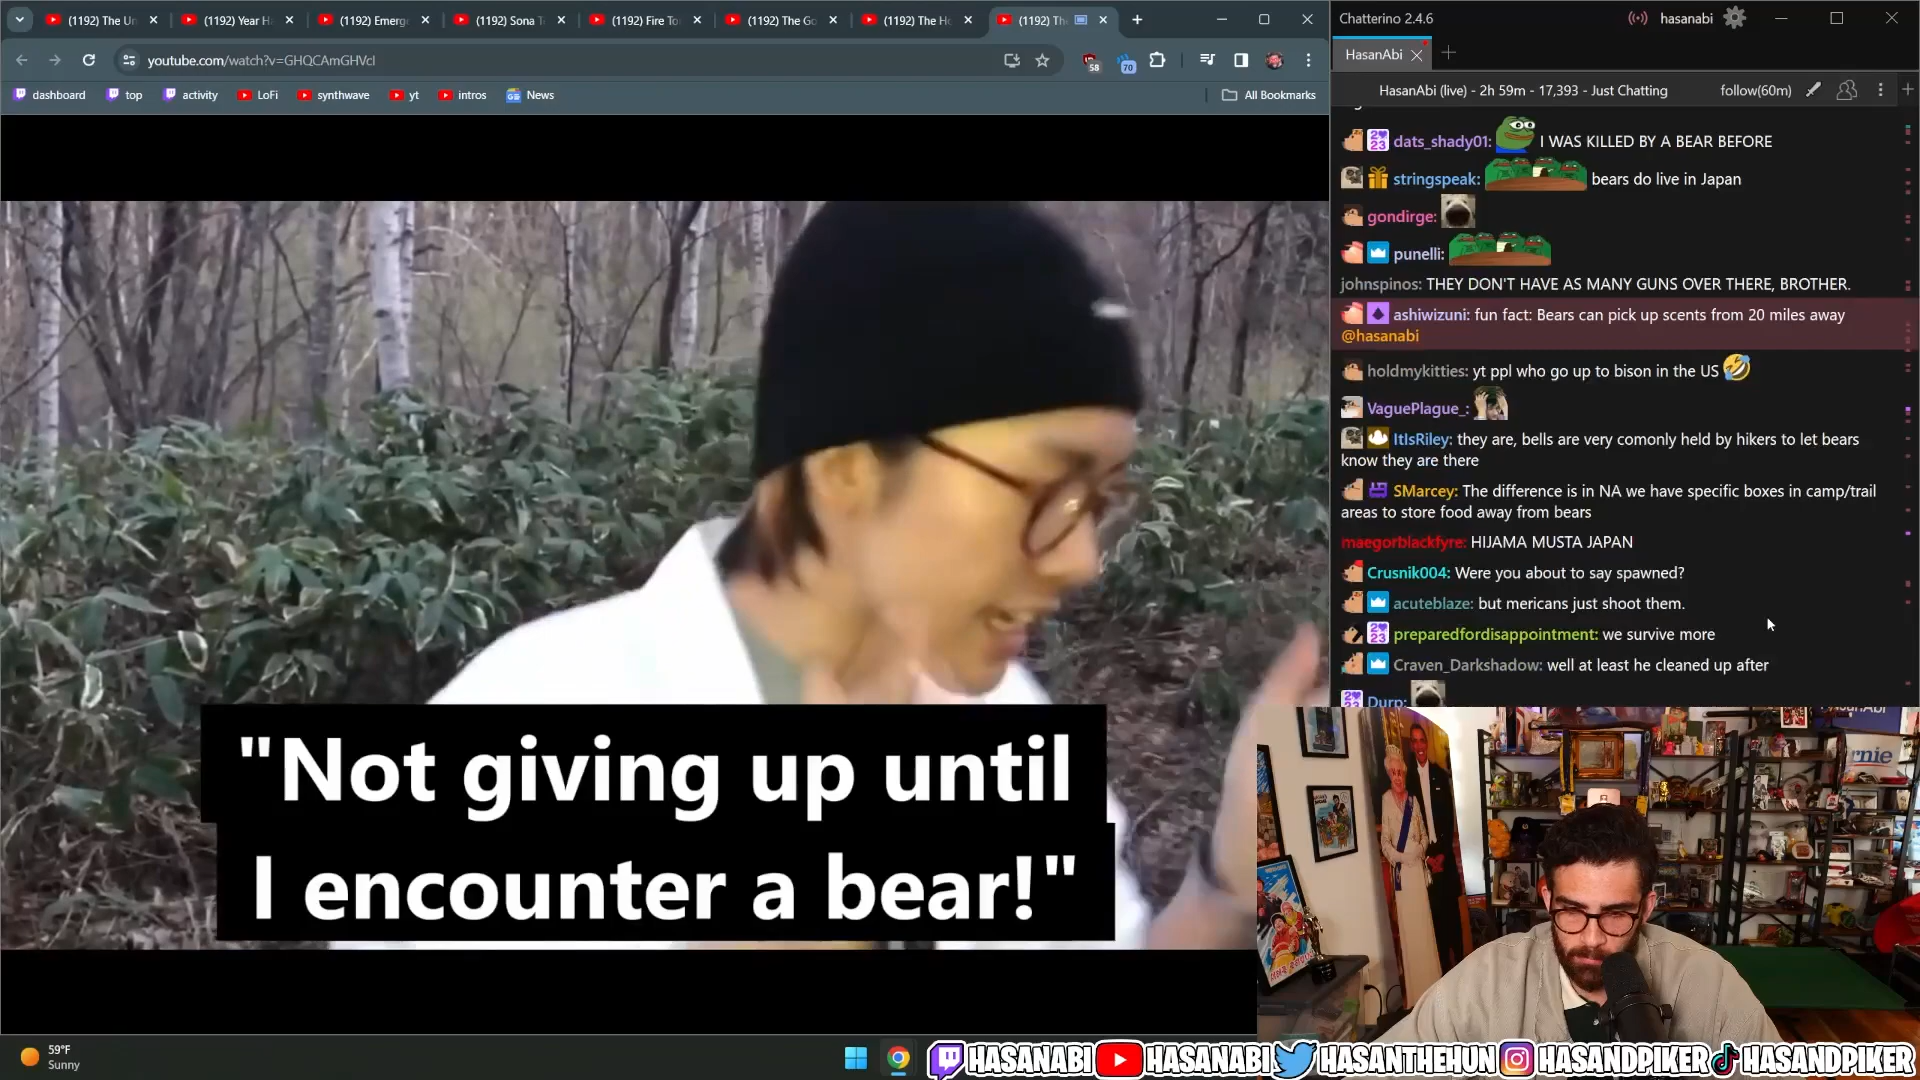 (1192) The Un
(1192) Year Ha
(1192) Emerge
(1192) Sona T
(1192) Fire To
(1192) The Go
(1192) The Ho
(1192) Th
youtube.com/watch?v=GHQCAmGHVcI
58
70
dashboard
top
activity
LoFi
synthwave
yt
intros
News
All Bookmarks
"Not giving up until
I encounter a bear!"
Chatterino 2.4.6
hasanabi
HasanAbi
HasanAbi (live) - 2h 59m - 17,393 - Just Chatting
follow(60m)
dats_shady01: I WAS KILLED BY A BEAR BEFORE
stringspeak: bears do live in Japan
gondirge:
punelli:
johnspinos: THEY DON'T HAVE AS MANY GUNS OVER THERE, BROTHER.
ashiwizuni: fun fact: Bears can pick up scents from 20 miles away
@hasanabi
holdmykitties: yt ppl who go up to bison in the US
VaguePlague_:
ItIsRiley: they are, bells are very comonly held by hikers to let bears
know they are there
SMarcey: The difference is in NA we have specific boxes in camp/trail
areas to store food away from bears
maegorblackfyre: HIJAMA MUSTA JAPAN
Crusnik004: Were you about to say spawned?
acuteblaze: but mericans just shoot them.
preparedfordisappointment: we survive more
Craven_Darkshadow: well at least he cleaned up after
Durp:
rnie
59°F
Sunny
HASANABI
HASANABI
HASANTHEHUN
HASANDPIKER
HASANDPIKER